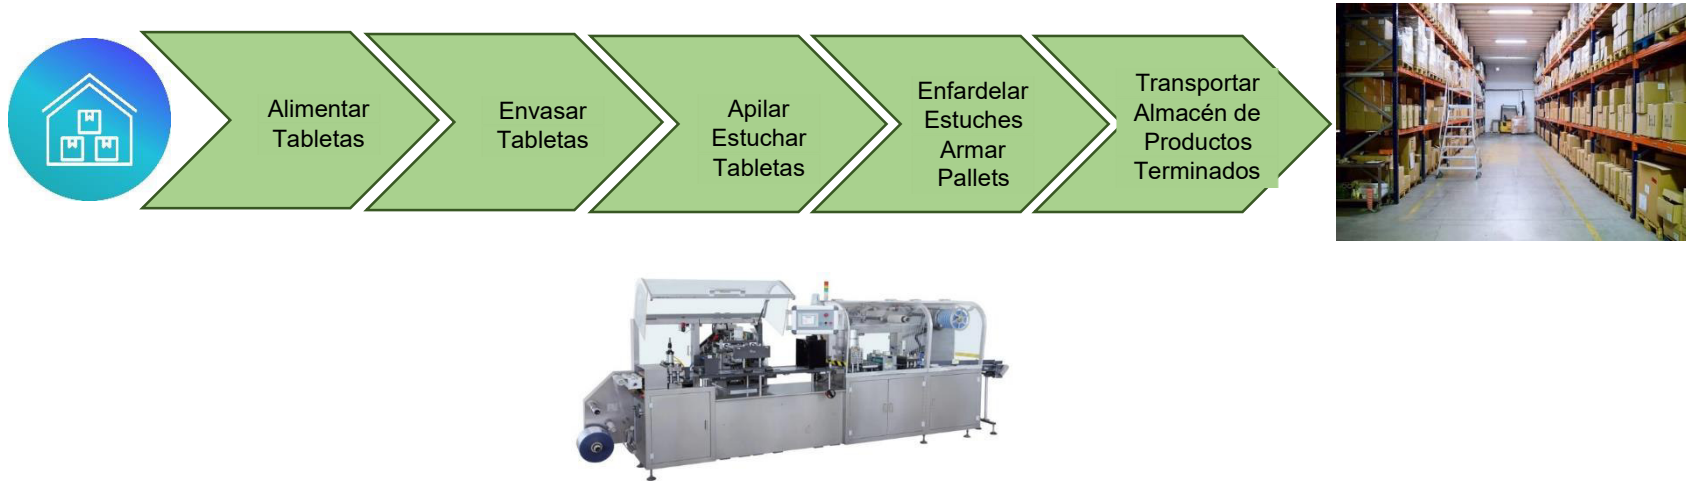 Alimentar
Tabletas
Envasar
Tabletas
Apilar
Estuchar
Tabletas
Enfardelar
Estuches
Armar
Pallets
Transportar
Almacén de
Productos
Terminados